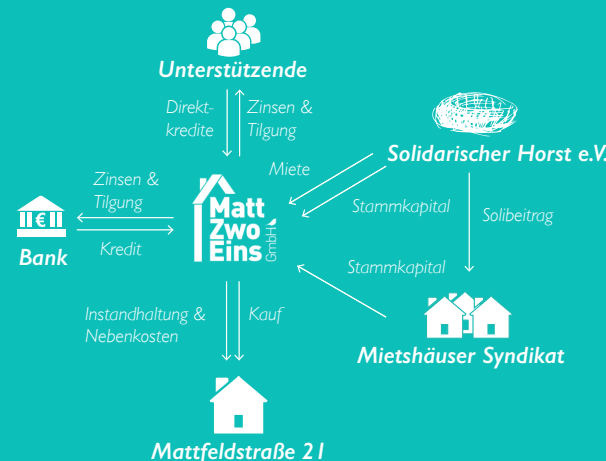 Unterstützende
Direkt-
kredite
Zinsen &
Tilgung
Solidarischer Horst e.V.
Miete
Zinsen &
Tilgung
Matt
Zwo
Eins
GmbH
Stammkapital
Solibeitrag
€
Bank
Kredit
Stammkapital
Instandhaltung &
Nebenkosten
Kauf
Mietshäuser Syndikat
Mattfeldstraße 21